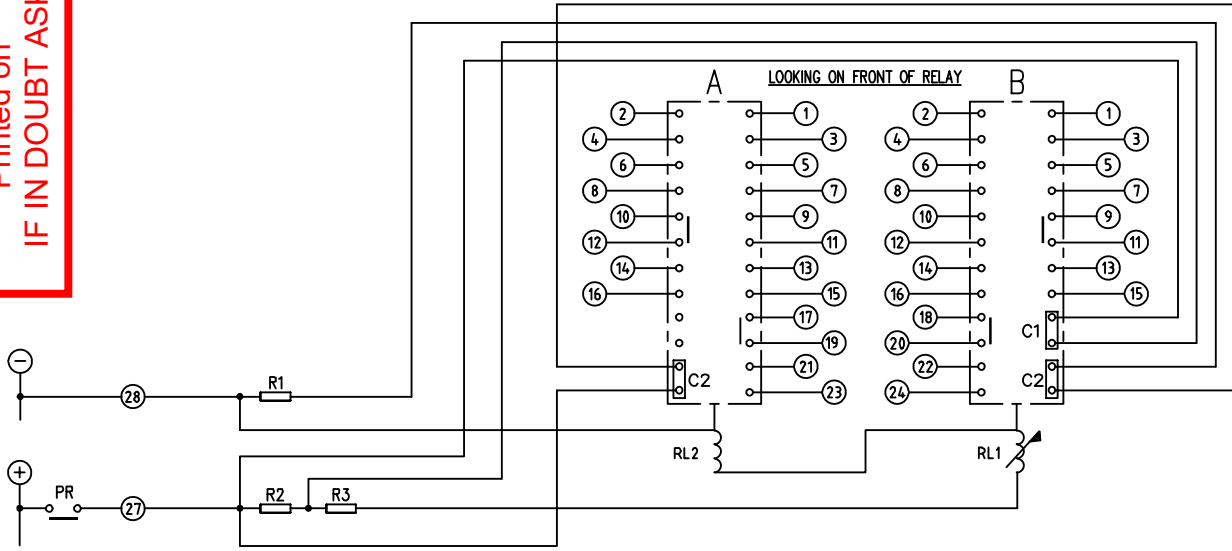 Printed on
IF IN DOUBT ASK
LOOKING ON FRONT OF RELAY
A
B
2 1 2 1
4 3 4 3
6 5 6 5
8 7 8 7
10 9 10 9
12 11 12 11
14 13 14 13
16 15 16 15
17 18 C1
19 20
C2 21 22 C2
23 24
−
28 R1
RL2 RL1
+
PR 27 R2 R3